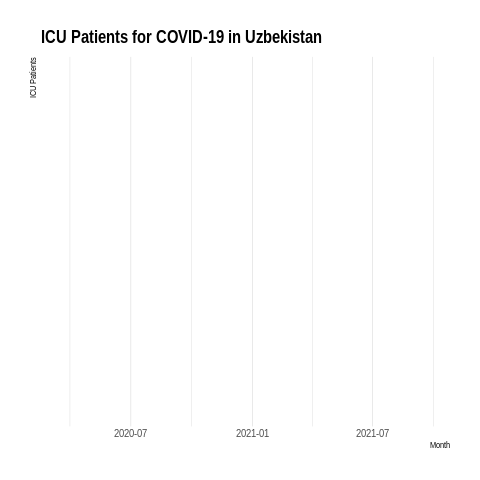 ICU Patients for COVID-19 in Uzbekistan
ICU Patients
2020-07 2021-01 2021-07
Month